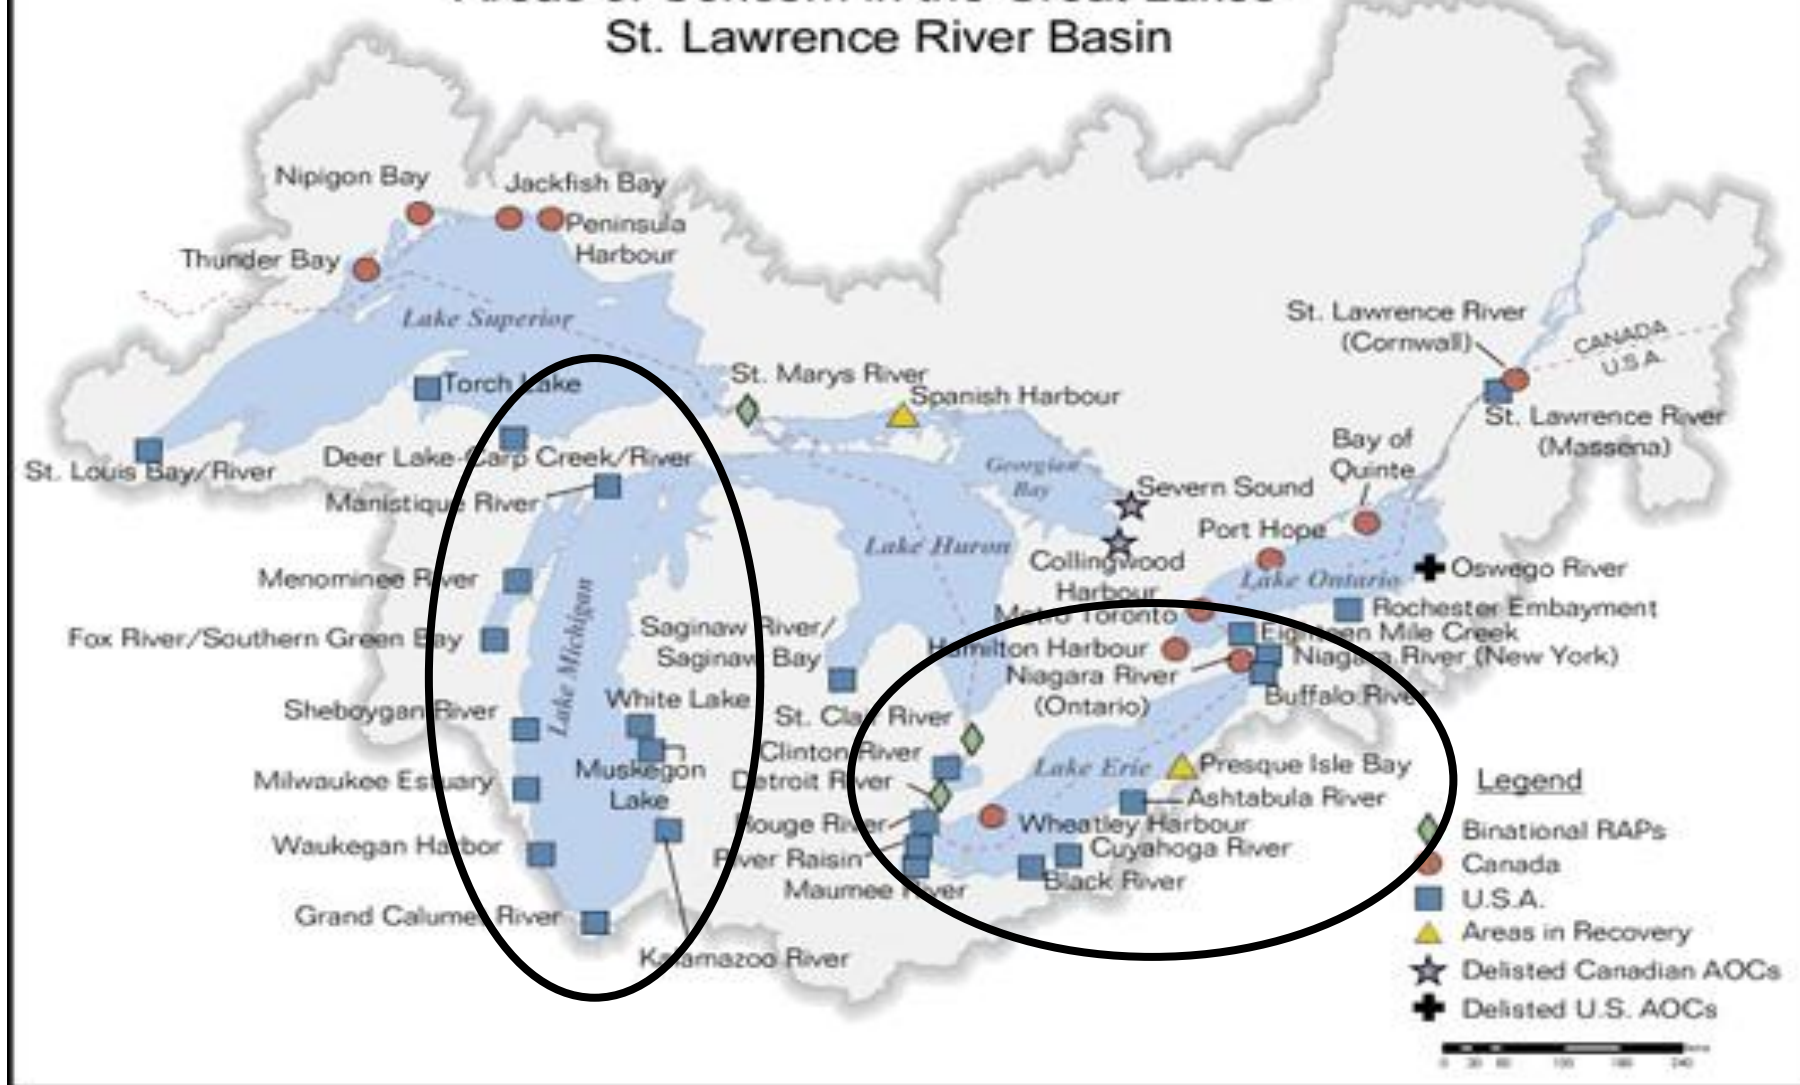 Areas of Concern in the Great Lakes
St. Lawrence River Basin
Nipigon Bay
Jackfish Bay
Peninsula
Harbour
Thunder Bay
Lake Superior
St. Lawrence River
(Cornwall)
CANADA
U.S.A.
Torch Lake
St. Marys River
Spanish Harbour
St. Lawrence River
(Massena)
St. Louis Bay/River
Deer Lake-Carp Creek/River
Manistique River
Georgian
Bay
Severn Sound
Bay of
Quinte
Port Hope
Lake Huron
Collingwood
Harbour
Lake Ontario
Oswego River
Menominee River
Metro Toronto
Rochester Embayment
Fox River/Southern Green Bay
Lake Michigan
Saginaw River/
Saginaw Bay
Hamilton Harbour
Eighteen Mile Creek
Niagara River (New York)
Niagara River
(Ontario)
Buffalo River
Sheboygan River
White Lake
St. Clair River
Clinton River
Detroit River
Lake Erie
Presque Isle Bay
Milwaukee Estuary
Muskegon
Lake
Ashtabula River
Rouge River
Wheatley Harbour
Waukegan Harbor
River Raisin
Cuyahoga River
Maumee River
Black River
Grand Calumet River
Kalamazoo River
Legend
Binational RAPs
Canada
U.S.A.
Areas in Recovery
Delisted Canadian AOCs
Delisted U.S. AOCs